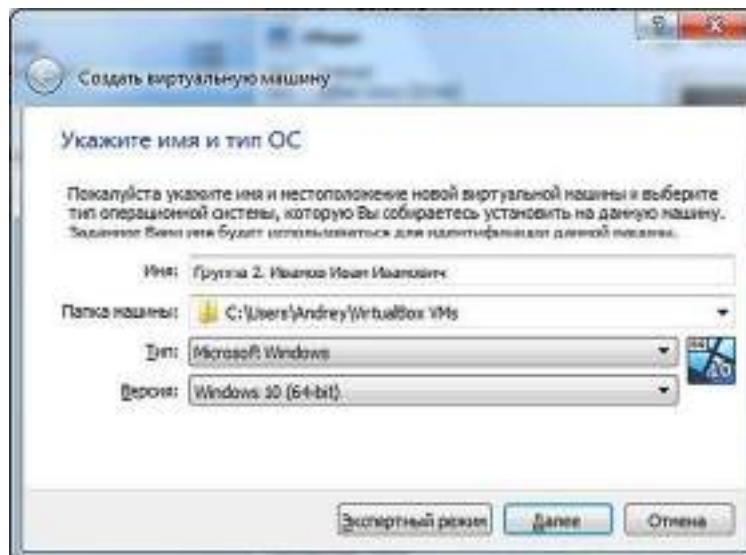 Создать виртуальную машину
Укажите имя и тип ОС
Пожалуйста укажите имя и местоположение новой виртуальной машины и выберите
тип операционной системы, которую Вы собираетесь установить на данную машину.
Заданное Вами имя будет использоваться для идентификации данной машины.
Имя: Группа 2. Иванов Иван Иванович
Папка машины: C:\Users\Andrey\VirtualBox VMs
Тип: Microsoft Windows
Версия: Windows 10 (64-bit)
64
10
Экспертный режим Далее Отмена